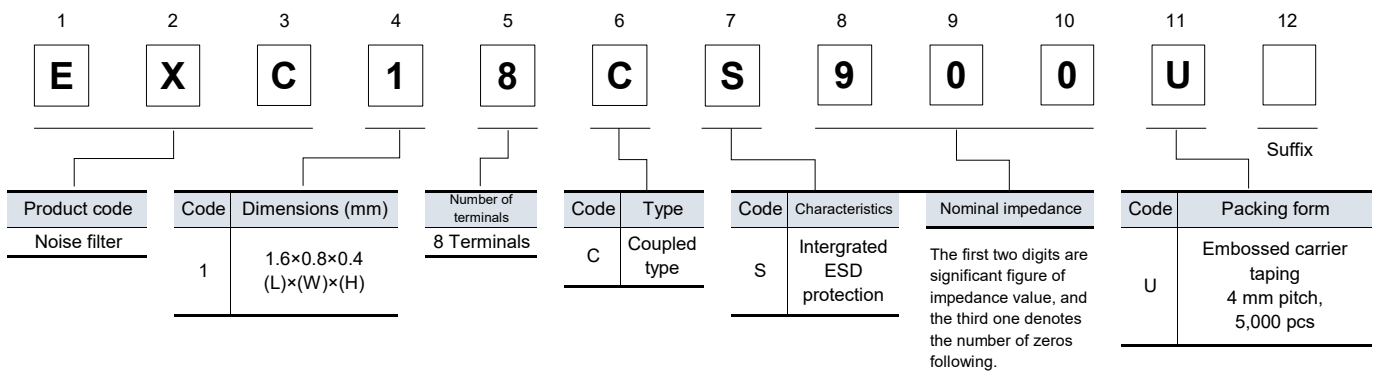 1 2 3 4 5 6 7 8 9 10 11 12
E X C 1 8 C S 9 0 0 U
Suffix
Product code
Noise filter
Code Dimensions (mm)
1 1.6×0.8×0.4
(L)×(W)×(H)
Number of
terminals
8 Terminals
Code Type
C Coupled
type
Code Characteristics
S Intergrated
ESD
protection
Nominal impedance
The first two digits are
significant figure of
impedance value, and
the third one denotes
the number of zeros
following.
Code Packing form
U Embossed carrier
taping
4 mm pitch,
5,000 pcs